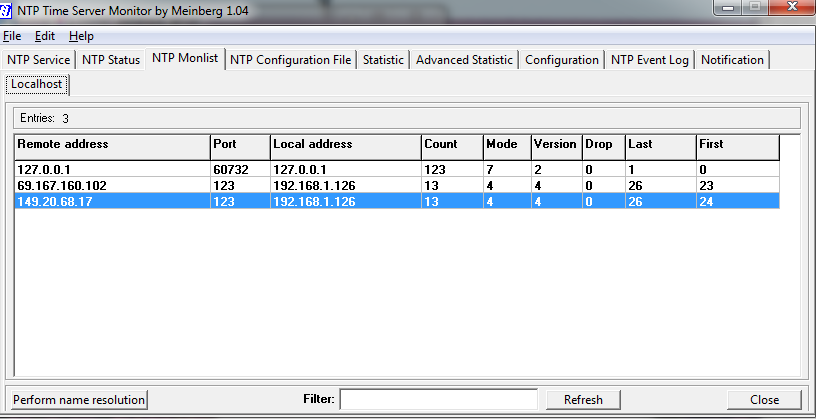 NTP Time Server Monitor by Meinberg 1.04
File Edit Help
NTP Service NTP Status NTP Monlist NTP Configuration File Statistic Advanced Statistic Configuration NTP Event Log Notification
Localhost
Entries: 3
Remote address Port Local address Count Mode Version Drop Last First
127.0.0.1 60732 127.0.0.1 123 7 2 0 1 0
69.167.160.102 123 192.168.1.126 13 4 4 0 26 23
149.20.68.17 123 192.168.1.126 13 4 4 0 26 24
Perform name resolution Filter: Refresh Close